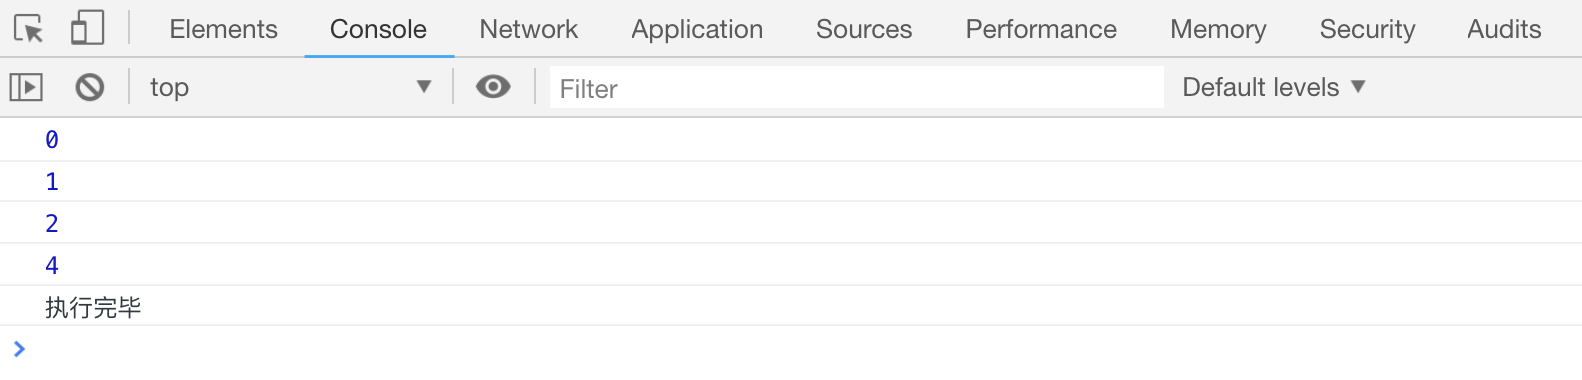 Elements Console Network Application Sources Performance Memory Security Audits
top Filter Default levels
0
1
2
4
执行完毕